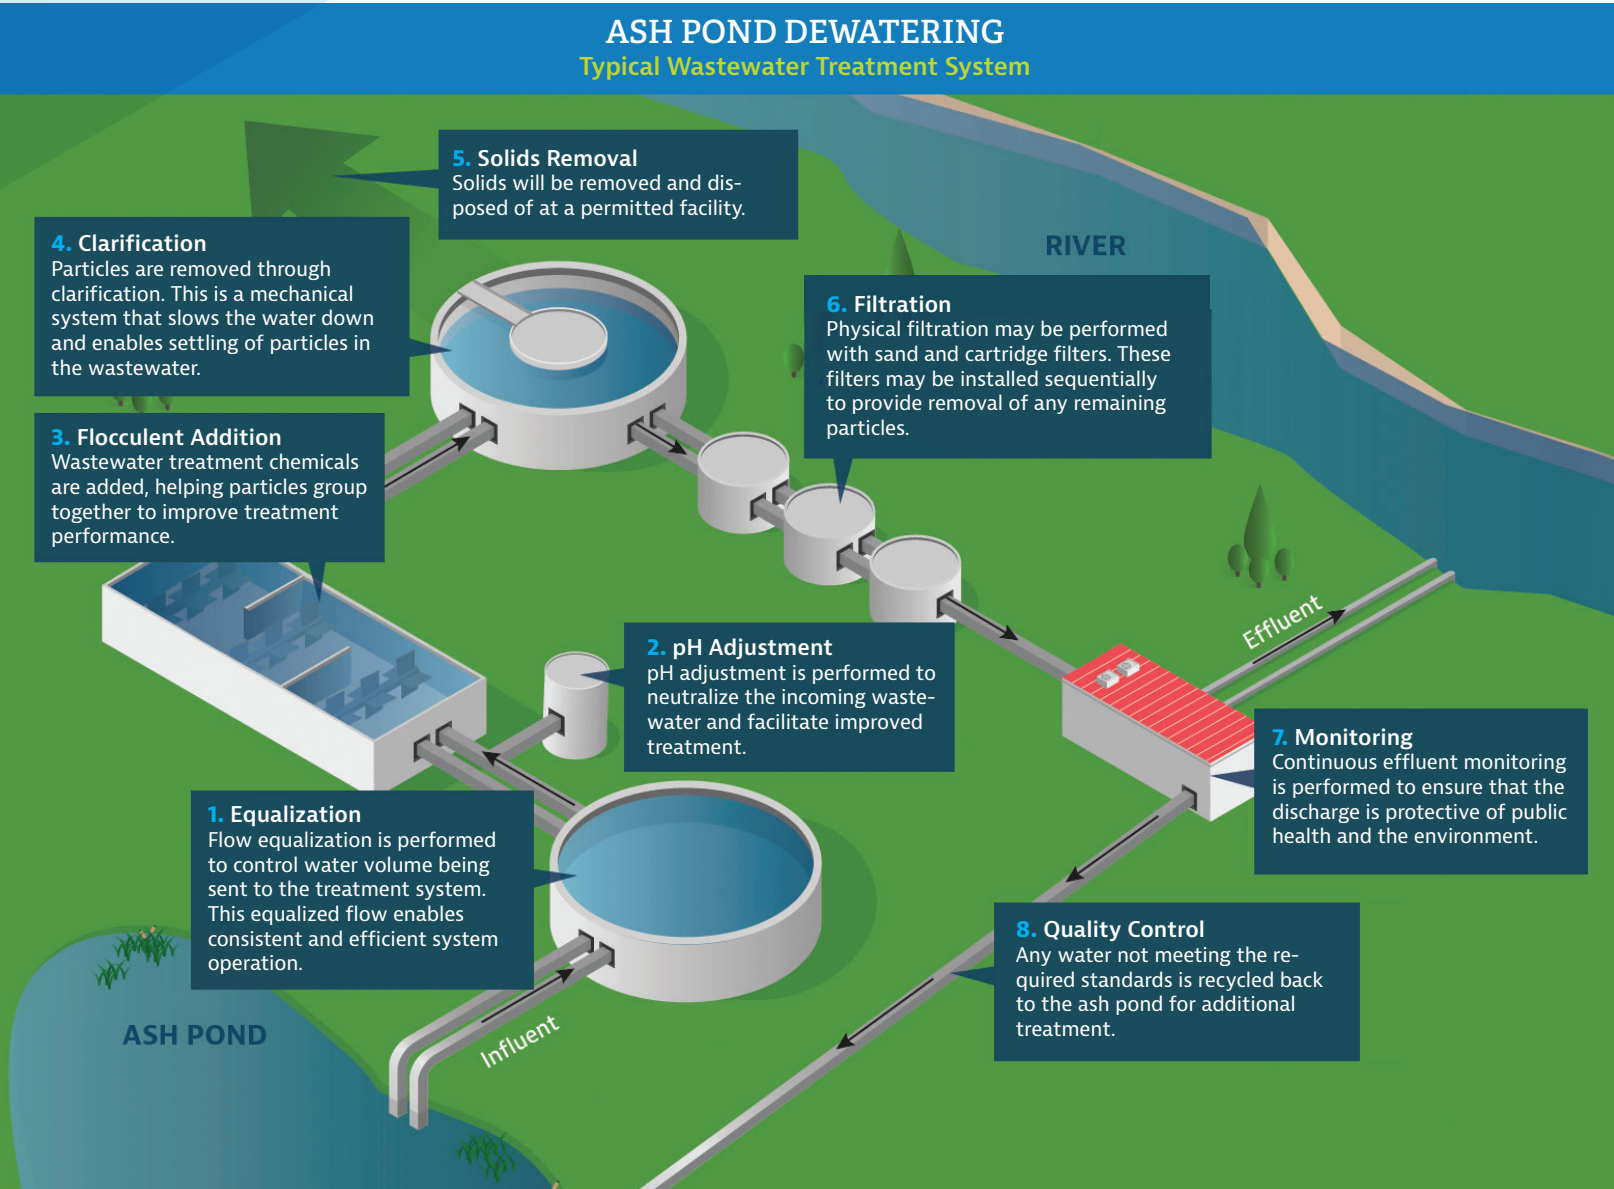 ASH POND DEWATERING
Typical Wastewater Treatment System
5. Solids Removal
Solids will be removed and dis-
posed of at a permitted facility.
4. Clarification
Particles are removed through
clarification. This is a mechanical
system that slows the water down
and enables settling of particles in
the wastewater.
RIVER
6. Filtration
Physical filtration may be performed
with sand and cartridge filters. These
filters may be installed sequentially
to provide removal of any remaining
particles.
3. Flocculent Addition
Wastewater treatment chemicals
are added, helping particles group
together to improve treatment
performance.
Effluent
2. pH Adjustment
pH adjustment is performed to
neutralize the incoming waste-
water and facilitate improved
treatment.
7. Monitoring
Continuous effluent monitoring
is performed to ensure that the
discharge is protective of public
health and the environment.
1. Equalization
Flow equalization is performed
to control water volume being
sent to the treatment system.
This equalized flow enables
consistent and efficient system
operation.
8. Quality Control
Any water not meeting the re-
quired standards is recycled back
to the ash pond for additional
treatment.
ASH POND
Influent